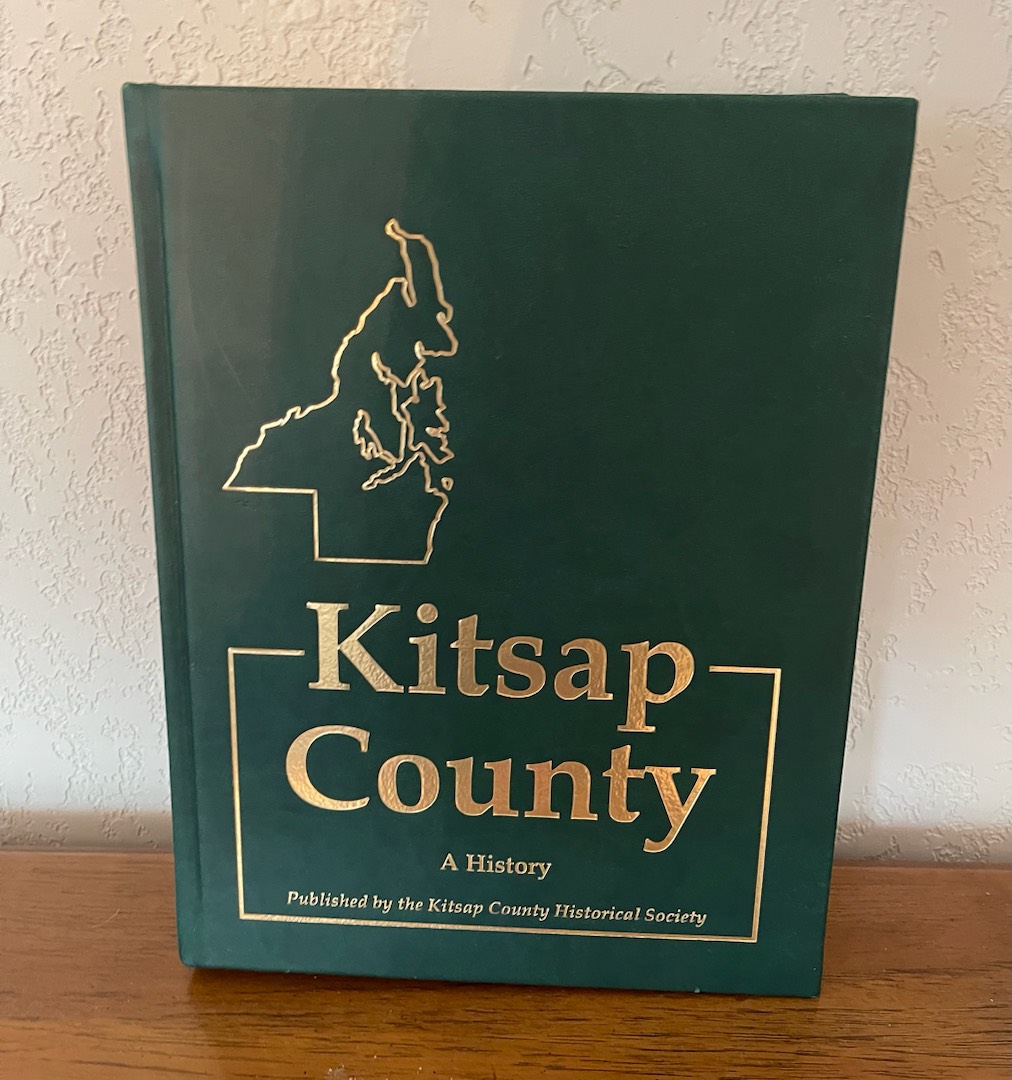 Kitsap
County
A History
Published by the Kitsap County Historical Society